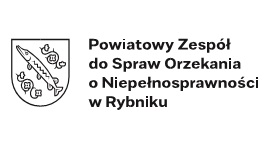 Powiatowy Zespół
do Spraw Orzekania
o Niepełnosprawności
w Rybniku